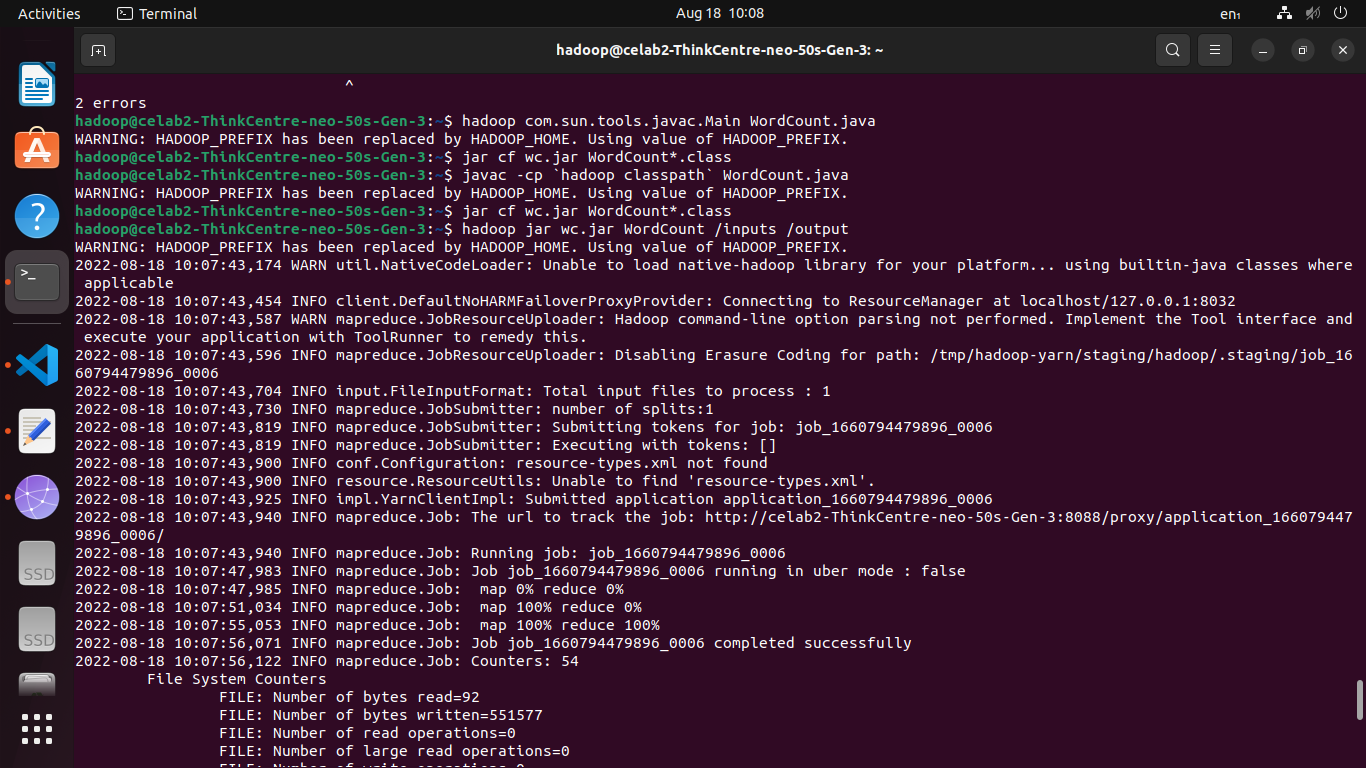 Activities
Terminal
Aug 18 10:08
en₁
hadoop@celab2-ThinkCentre-neo-50s-Gen-3: ~
^
2 errors
hadoop@celab2-ThinkCentre-neo-50s-Gen-3:~$ hadoop com.sun.tools.javac.Main WordCount.java
WARNING: HADOOP_PREFIX has been replaced by HADOOP_HOME. Using value of HADOOP_PREFIX.
hadoop@celab2-ThinkCentre-neo-50s-Gen-3:~$ jar cf wc.jar WordCount*.class
hadoop@celab2-ThinkCentre-neo-50s-Gen-3:~$ javac -cp `hadoop classpath` WordCount.java
WARNING: HADOOP_PREFIX has been replaced by HADOOP_HOME. Using value of HADOOP_PREFIX.
hadoop@celab2-ThinkCentre-neo-50s-Gen-3:~$ jar cf wc.jar WordCount*.class
hadoop@celab2-ThinkCentre-neo-50s-Gen-3:~$ hadoop jar wc.jar WordCount /inputs /output
WARNING: HADOOP_PREFIX has been replaced by HADOOP_HOME. Using value of HADOOP_PREFIX.
2022-08-18 10:07:43,174 WARN util.NativeCodeLoader: Unable to load native-hadoop library for your platform... using builtin-java classes where
 applicable
2022-08-18 10:07:43,454 INFO client.DefaultNoHARMFailoverProxyProvider: Connecting to ResourceManager at localhost/127.0.0.1:8032
2022-08-18 10:07:43,587 WARN mapreduce.JobResourceUploader: Hadoop command-line option parsing not performed. Implement the Tool interface and
 execute your application with ToolRunner to remedy this.
2022-08-18 10:07:43,596 INFO mapreduce.JobResourceUploader: Disabling Erasure Coding for path: /tmp/hadoop-yarn/staging/hadoop/.staging/job_16
60794479896_0006
2022-08-18 10:07:43,704 INFO input.FileInputFormat: Total input files to process : 1
2022-08-18 10:07:43,730 INFO mapreduce.JobSubmitter: number of splits:1
2022-08-18 10:07:43,819 INFO mapreduce.JobSubmitter: Submitting tokens for job: job_1660794479896_0006
2022-08-18 10:07:43,819 INFO mapreduce.JobSubmitter: Executing with tokens: []
2022-08-18 10:07:43,900 INFO conf.Configuration: resource-types.xml not found
2022-08-18 10:07:43,900 INFO resource.ResourceUtils: Unable to find 'resource-types.xml'.
2022-08-18 10:07:43,925 INFO impl.YarnClientImpl: Submitted application application_1660794479896_0006
2022-08-18 10:07:43,940 INFO mapreduce.Job: The url to track the job: http://celab2-ThinkCentre-neo-50s-Gen-3:8088/proxy/application_166079447
9896_0006/
2022-08-18 10:07:43,940 INFO mapreduce.Job: Running job: job_1660794479896_0006
2022-08-18 10:07:47,983 INFO mapreduce.Job: Job job_1660794479896_0006 running in uber mode : false
2022-08-18 10:07:47,985 INFO mapreduce.Job:  map 0% reduce 0%
2022-08-18 10:07:51,034 INFO mapreduce.Job:  map 100% reduce 0%
2022-08-18 10:07:55,053 INFO mapreduce.Job:  map 100% reduce 100%
2022-08-18 10:07:56,071 INFO mapreduce.Job: Job job_1660794479896_0006 completed successfully
2022-08-18 10:07:56,122 INFO mapreduce.Job: Counters: 54
File System Counters
FILE: Number of bytes read=92
FILE: Number of bytes written=551577
FILE: Number of read operations=0
FILE: Number of large read operations=0
FILE: Number of write operations=0
SSD
SSD